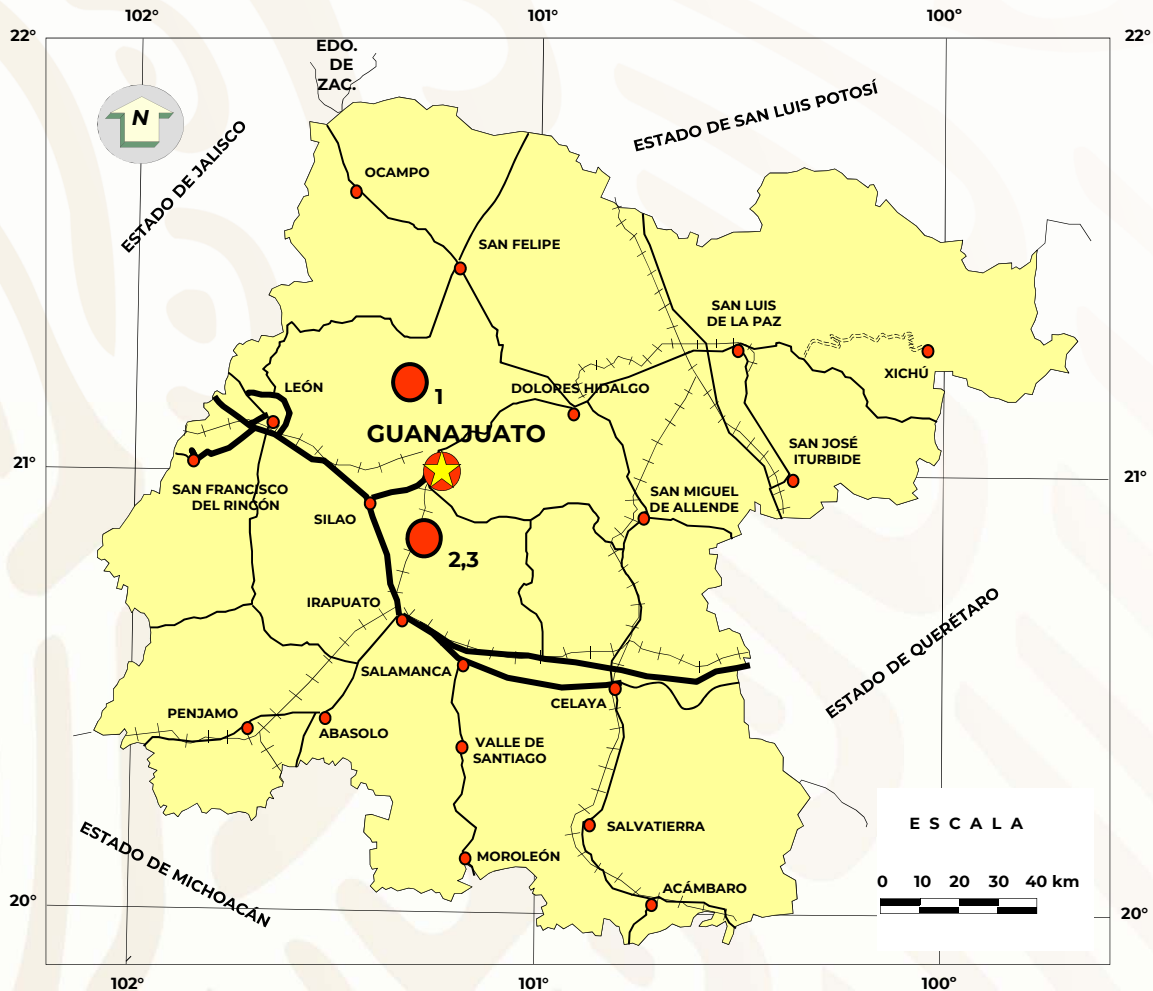 102°
101°
100°
22°
22°
EDO.
DE
ZAC.
N
ESTADO DE JALISCO
ESTADO DE SAN LUIS POTOSÍ
OCAMPO
SAN FELIPE
SAN LUIS
DE LA PAZ
XICHÚ
LEÓN
1
DOLORES HIDALGO
GUANAJUATO
SAN JOSÉ
ITURBIDE
21°
21°
SAN FRANCISCO
DEL RINCÓN
SILAO
SAN MIGUEL
DE ALLENDE
2,3
IRAPUATO
SALAMANCA
CELAYA
ESTADO DE QUERÉTARO
PENJAMO
ABASOLO
VALLE DE
SANTIAGO
SALVATIERRA
MOROLEÓN
ACÁMBARO
ESTADO DE MICHOACÁN
ESCALA
0 10 20 30 40 km
20°
20°
102°
101°
100º